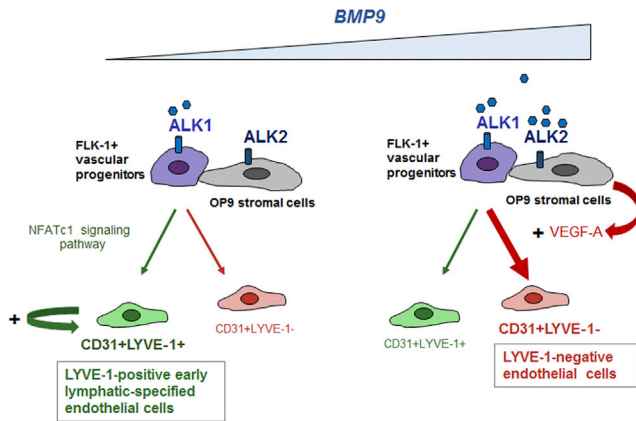 BMP9
ALK1
ALK2
FLK-1+
vascular
progenitors
OP9 stromal cells
NFATc1 signaling
pathway
+
CD31+LYVE-1+
CD31+LYVE-1-
LYVE-1-positive early
lymphatic-specified
endothelial cells
ALK1
ALK2
FLK-1+
vascular
progenitors
OP9 stromal cells
+ VEGF-A
CD31+LYVE-1+
CD31+LYVE-1-
LYVE-1-negative
endothelial cells